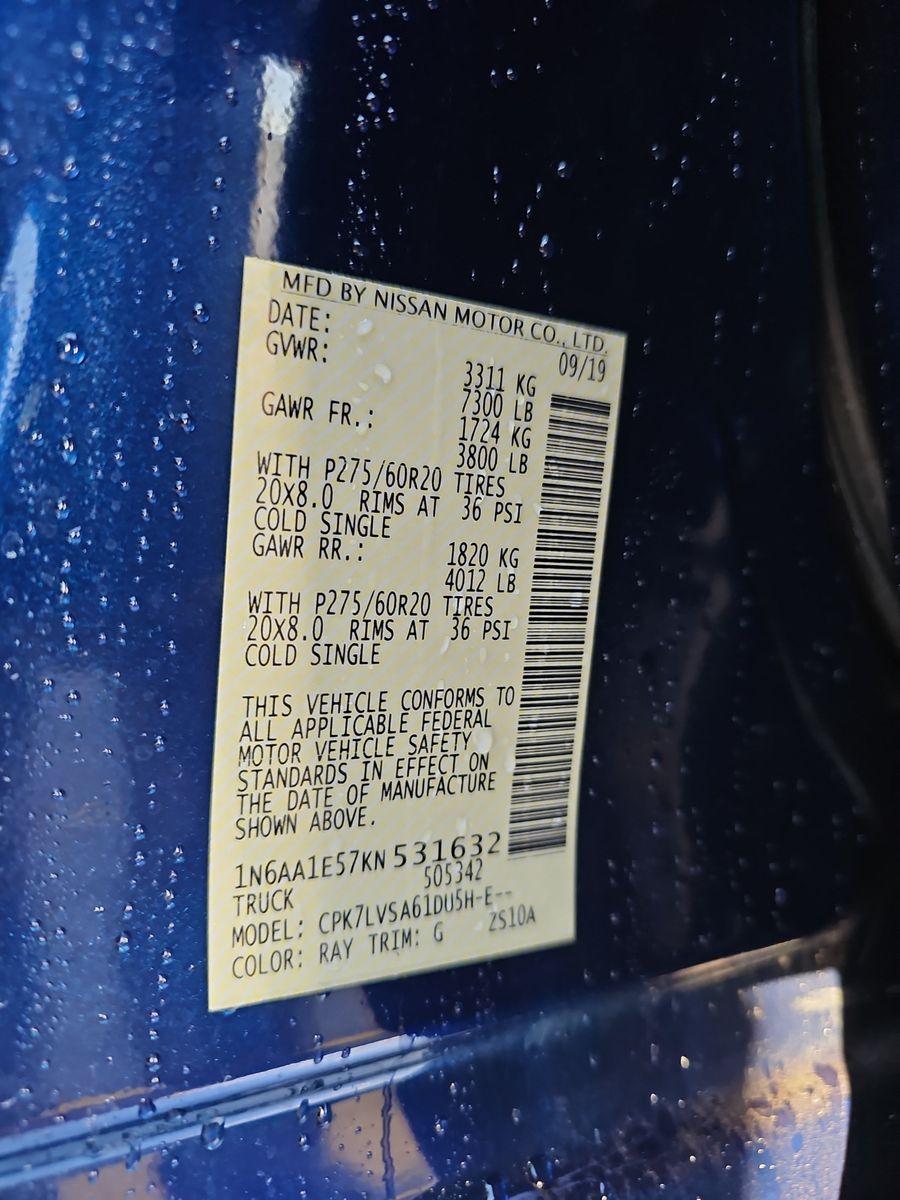 MFD BY NISSAN MOTOR CO., LTD.
DATE: 09/19
GVWR: 3311 KG
7300 LB
GAWR FR.: 1724 KG
3800 LB
WITH P275/60R20 TIRES
20X8.0 RIMS AT 36 PSI
COLD SINGLE
GAWR RR.: 1820 KG
4012 LB
WITH P275/60R20 TIRES
20X8.0 RIMS AT 36 PSI
COLD SINGLE
THIS VEHICLE CONFORMS TO
ALL APPLICABLE FEDERAL
MOTOR VEHICLE SAFETY
STANDARDS IN EFFECT ON
THE DATE OF MANUFACTURE
SHOWN ABOVE.
1N6AA1E57KN531632
TRUCK 505342
MODEL: CPK7LVSA61DU5H-E--
COLOR: RAY TRIM: G 2S10A